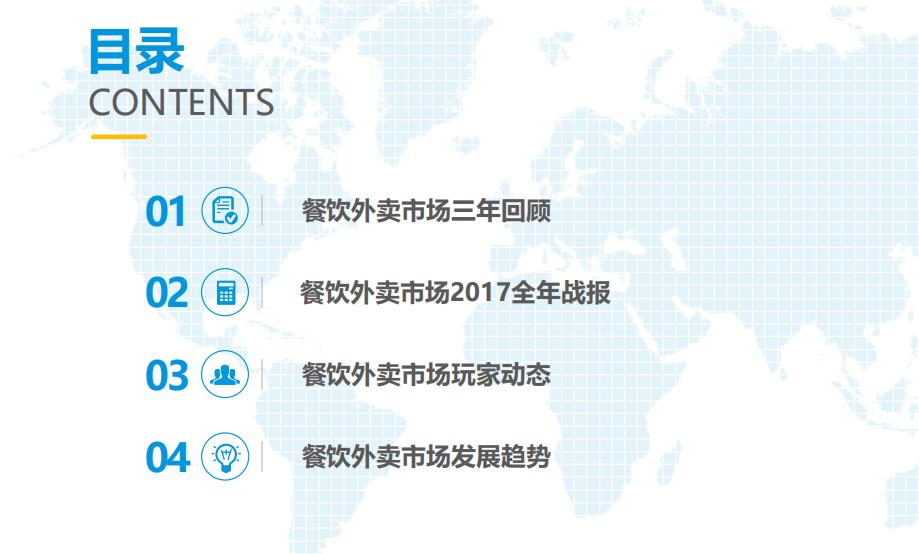 目录
CONTENTS
01 餐饮外卖市场三年回顾
02 餐饮外卖市场2017全年战报
03 餐饮外卖市场玩家动态
04 餐饮外卖市场发展趋势